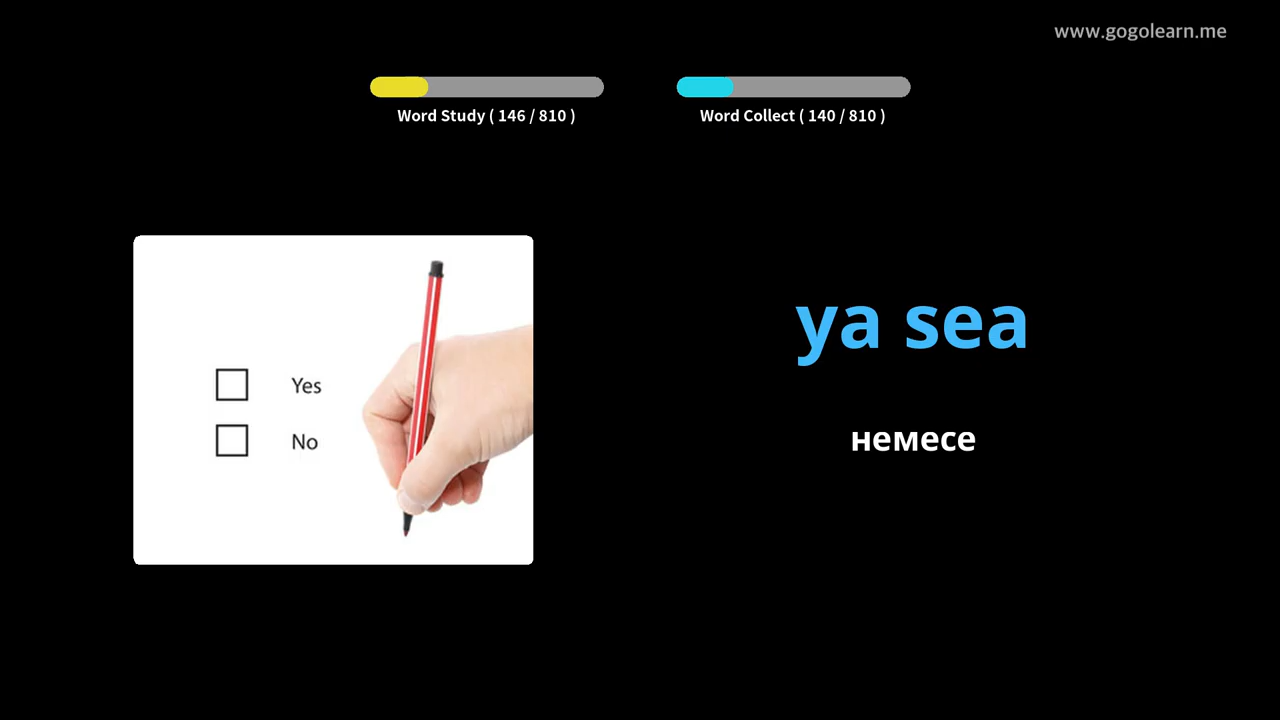 www.gogolearn.me
Word Study ( 146 / 810 )
Word Collect ( 140 / 810 )
Yes
No
ya sea
немесе